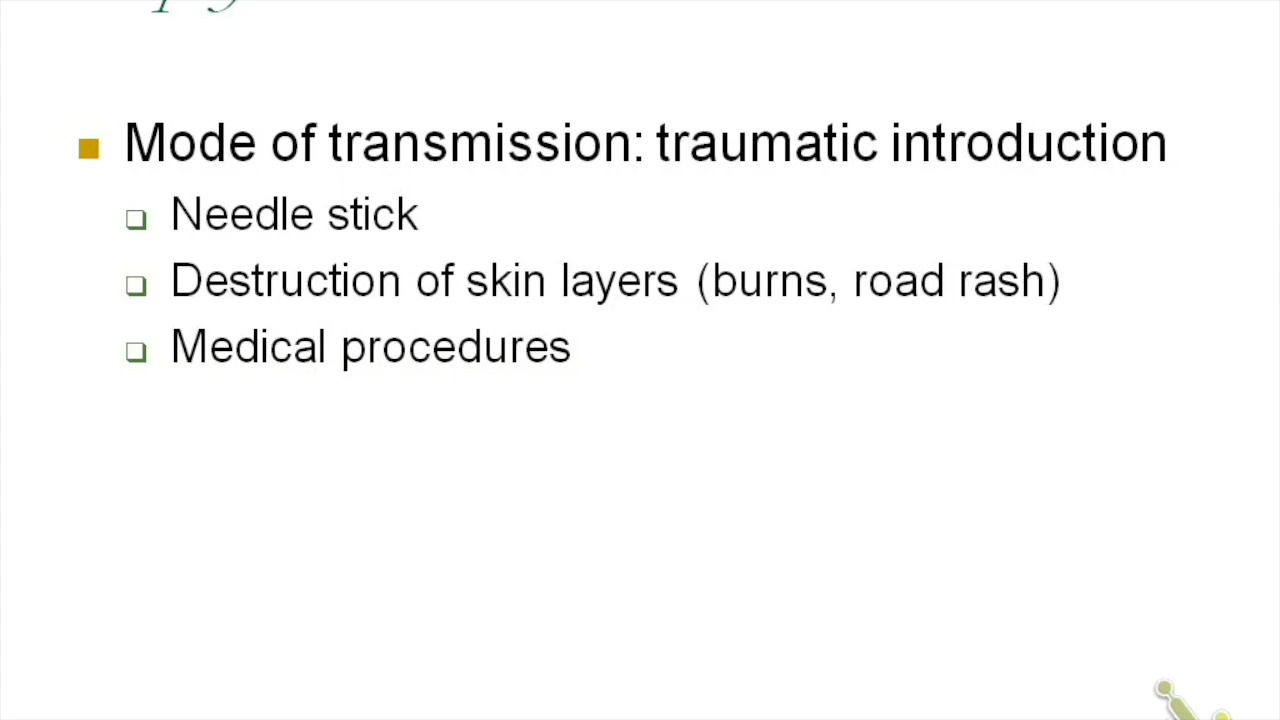 Mode of transmission: traumatic introduction
Needle stick
Destruction of skin layers (burns, road rash)
Medical procedures